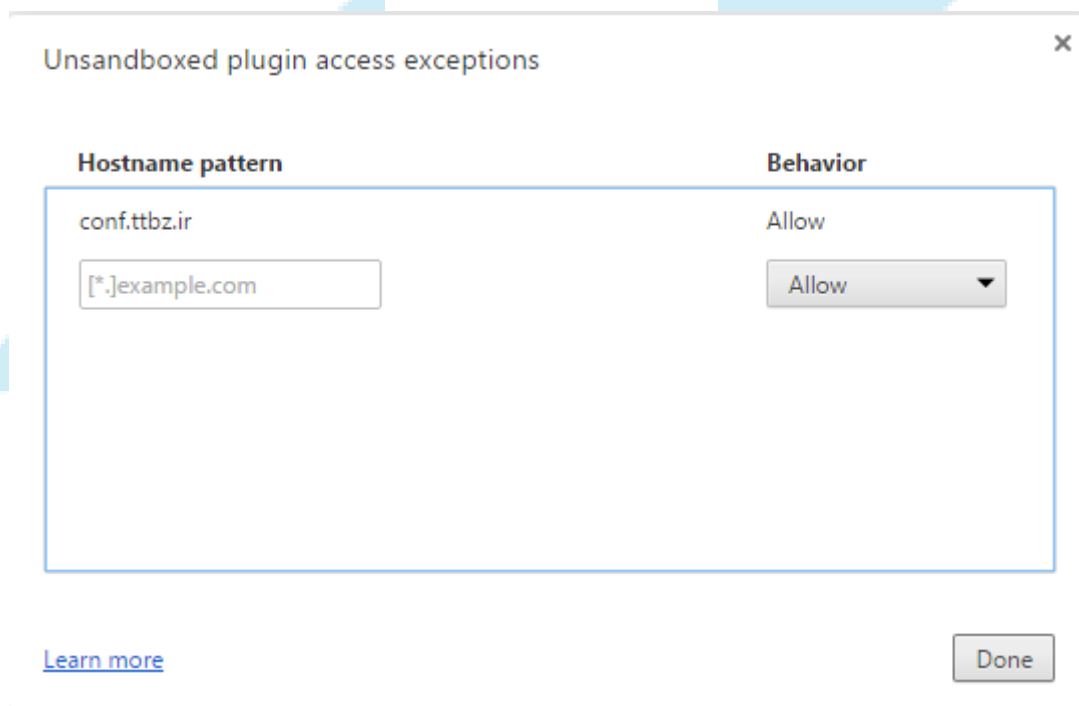 Unsandboxed plugin access exceptions
Hostname pattern Behavior
conf.ttbz.ir Allow
[*.]example.com Allow
Learn more Done